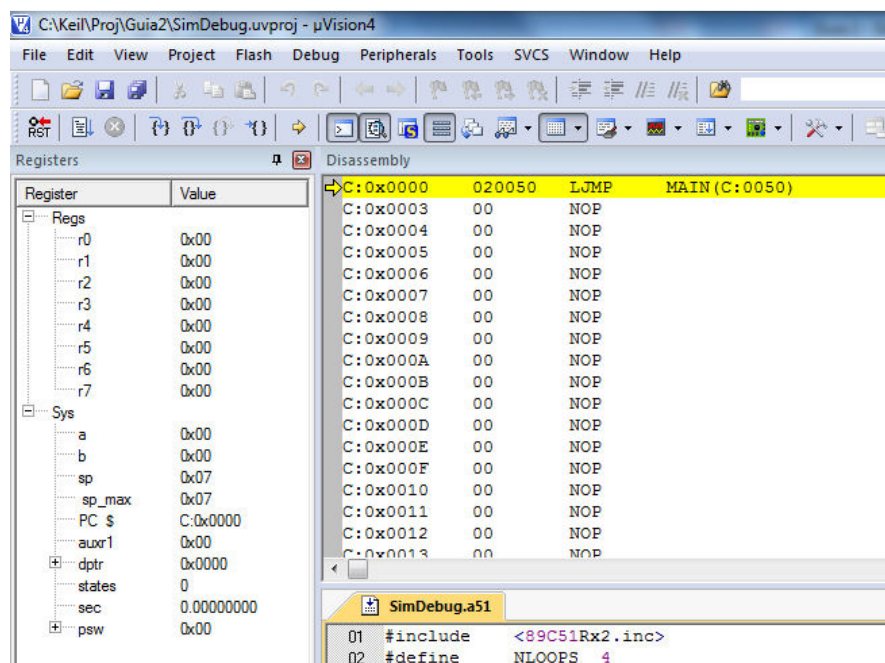 C:\Keil\Proj\Guia2\SimDebug.uvproj - µVision4
File Edit View Project Flash Debug Peripherals Tools SVCS Window Help
RST
Registers
Register Value
Regs
r0 0x00
r1 0x00
r2 0x00
r3 0x00
r4 0x00
r5 0x00
r6 0x00
r7 0x00
Sys
a 0x00
b 0x00
sp 0x07
sp_max 0x07
PC $ C:0x0000
auxr1 0x00
dptr 0x0000
states 0
sec 0.00000000
psw 0x00
Disassembly
C:0x0000 020050 LJMP MAIN(C:0050)
C:0x0003 00 NOP
C:0x0004 00 NOP
C:0x0005 00 NOP
C:0x0006 00 NOP
C:0x0007 00 NOP
C:0x0008 00 NOP
C:0x0009 00 NOP
C:0x000A 00 NOP
C:0x000B 00 NOP
C:0x000C 00 NOP
C:0x000D 00 NOP
C:0x000E 00 NOP
C:0x000F 00 NOP
C:0x0010 00 NOP
C:0x0011 00 NOP
C:0x0012 00 NOP
C:0x0013 00 NOP
SimDebug.a51
01 #include <89C51Rx2.inc>
02 #define NLOOPS 4